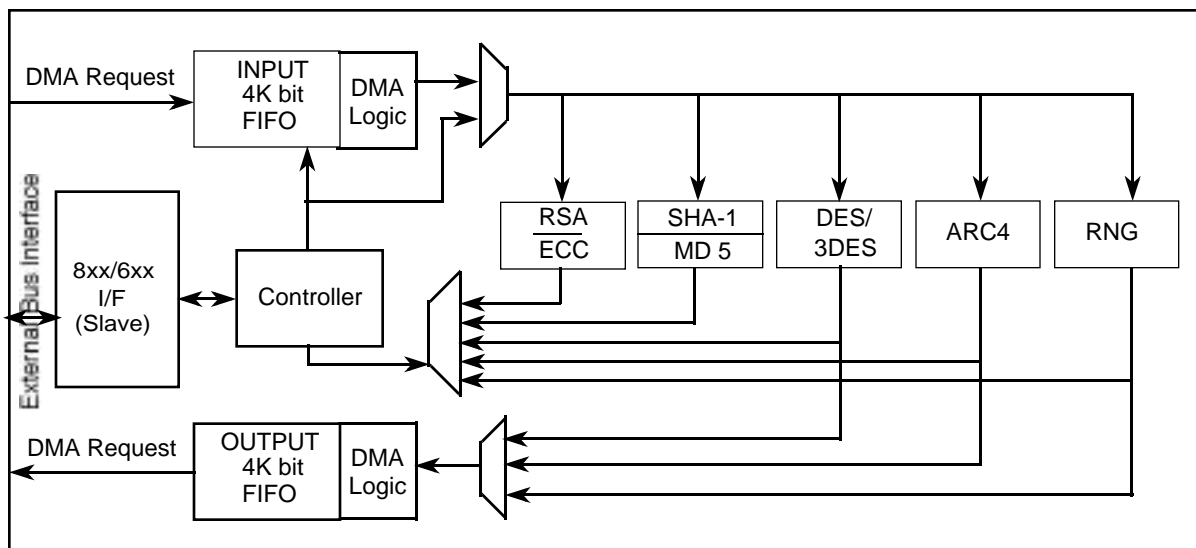 DMA Request
INPUT
4K bit
FIFO
DMA
Logic
External Bus Interface
8xx/6xx
I/F
(Slave)
Controller
RSA
ECC
SHA-1
MD 5
DES/
3DES
ARC4
RNG
DMA Request
OUTPUT
4K bit
FIFO
DMA
Logic